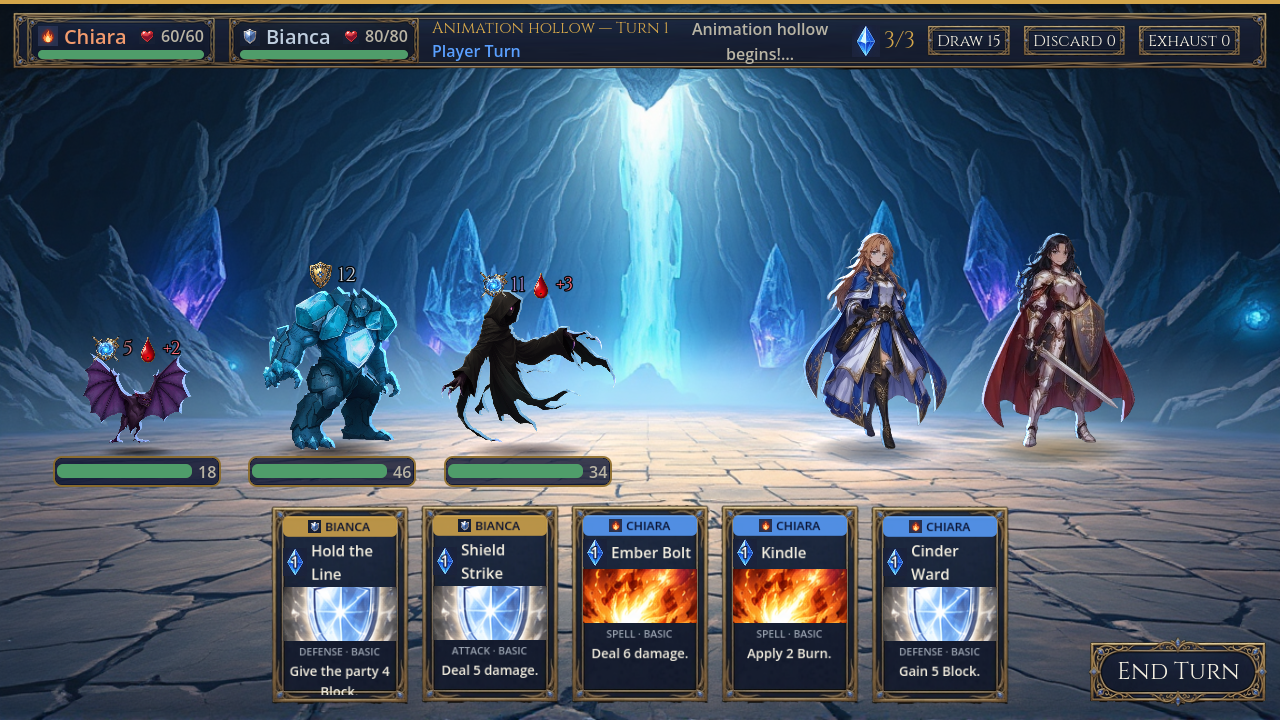 Chiara 60/60
Bianca 80/80
Animation hollow — Turn 1
Player Turn
Animation hollow
begins!...
3/3
Draw 15
Discard 0
Exhaust 0
12
11 +3
5 +2
18
46
34
BIANCA
1
Hold the
Line
DEFENSE · BASIC
Give the party 4
Block.
BIANCA
1
Shield
Strike
ATTACK · BASIC
Deal 5 damage.
CHIARA
1 Ember Bolt
SPELL · BASIC
Deal 6 damage.
CHIARA
1 Kindle
SPELL · BASIC
Apply 2 Burn.
CHIARA
1
Cinder
Ward
DEFENSE · BASIC
Gain 5 Block.
End Turn